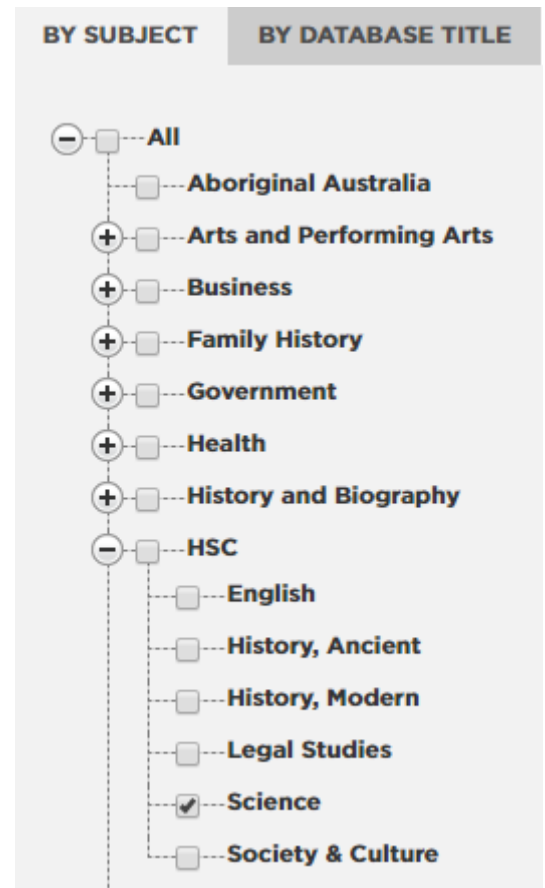 BY SUBJECT BY DATABASE TITLE
All
Aboriginal Australia
Arts and Performing Arts
Business
Family History
Government
Health
History and Biography
HSC
English
History, Ancient
History, Modern
Legal Studies
Science
Society & Culture